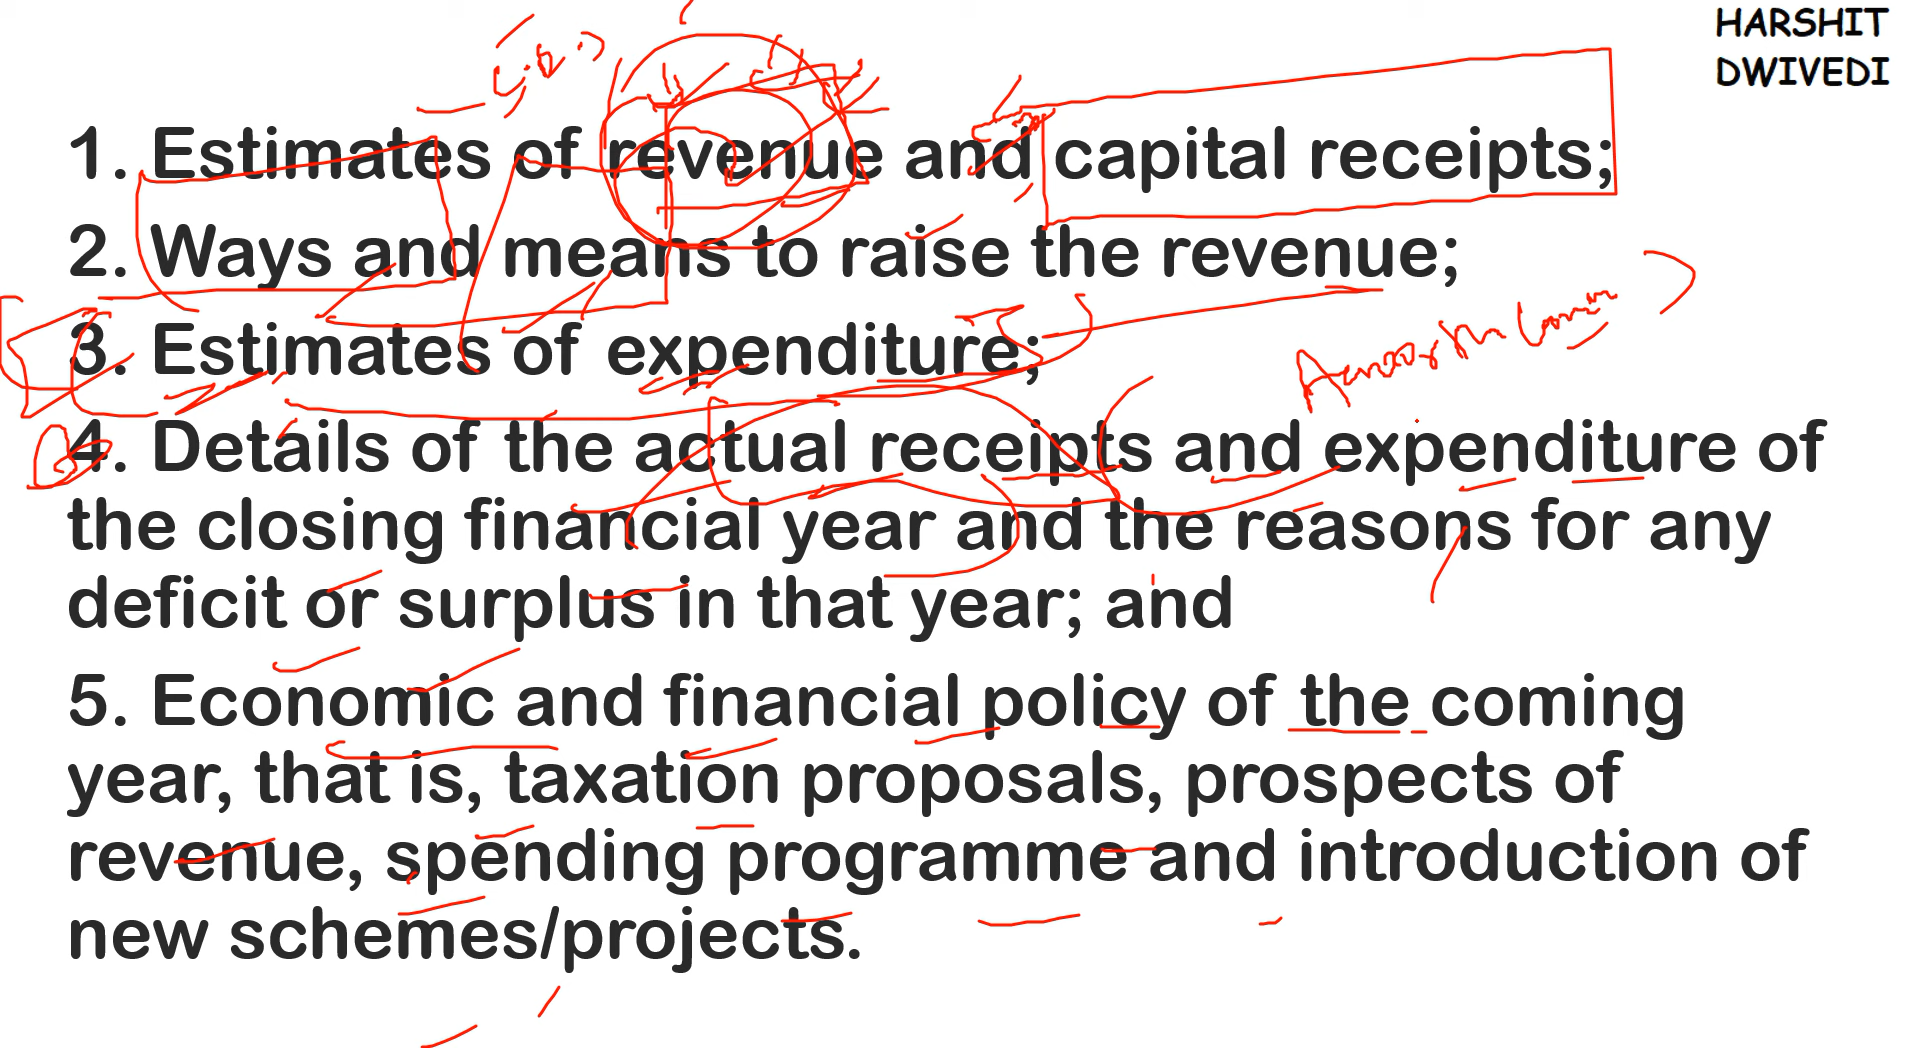 HARSHIT
DWIVEDI
1. Estimates of revenue and capital receipts;
2. Ways and means to raise the revenue;
3. Estimates of expenditure;
4. Details of the actual receipts and expenditure of
the closing financial year and the reasons for any
deficit or surplus in that year; and
5. Economic and financial policy of the coming
year, that is, taxation proposals, prospects of
revenue, spending programme and introduction of
new schemes/projects.